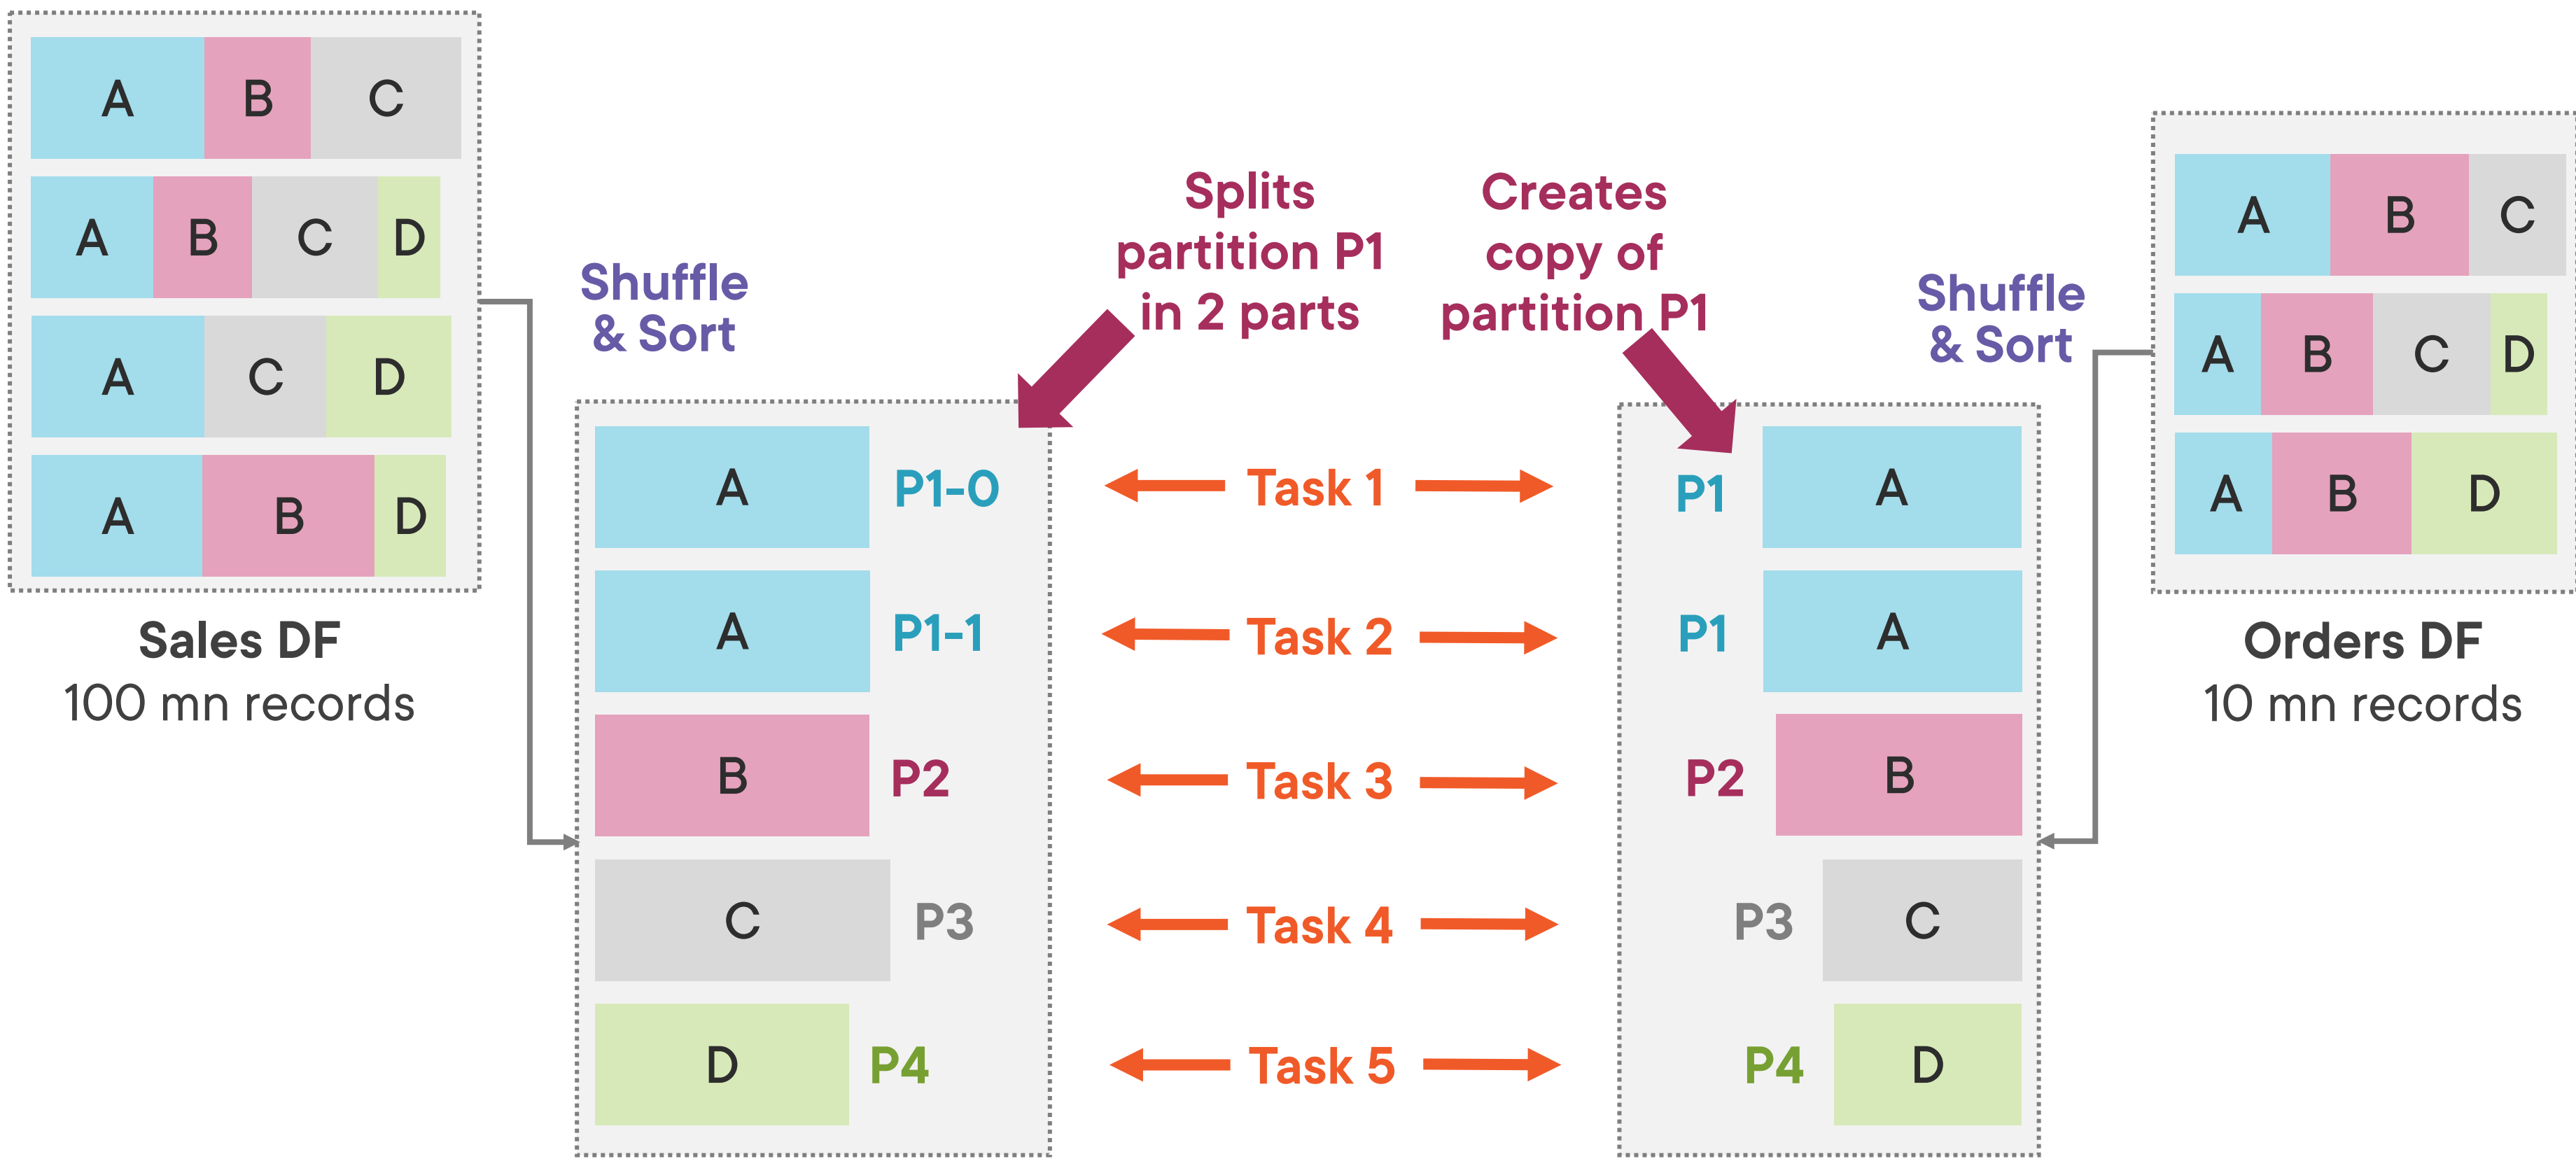 A B C
A B C D
A C D
A B D
Sales DF
100 mn records
Shuffle
& Sort
Splits
partition P1
in 2 parts
A P1-0
A P1-1
B P2
C P3
D P4
Task 1
Task 2
Task 3
Task 4
Task 5
Creates
copy of
partition P1
P1 A
P1 A
P2 B
P3 C
P4 D
Shuffle
& Sort
A B C
A B C D
A B D
Orders DF
10 mn records